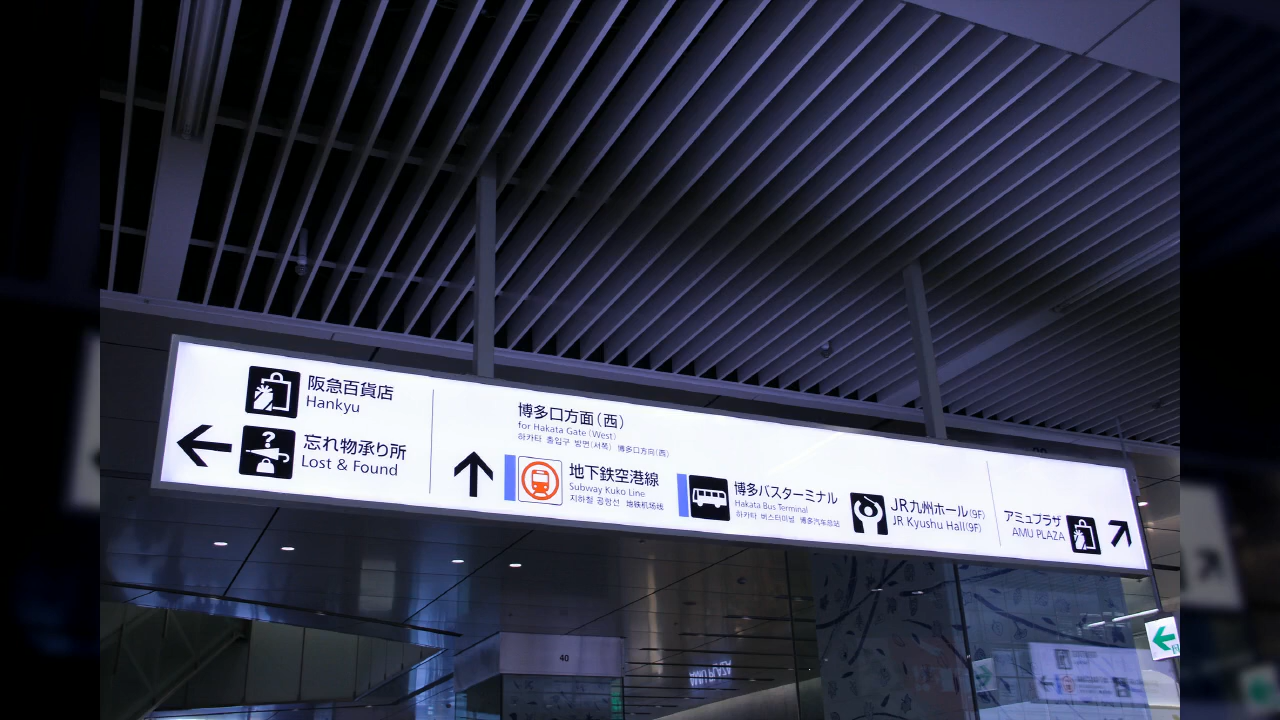 阪急百貨店
Hankyu
忘れ物承り所
Lost & Found
博多口方面(西)
for Hakata Gate (West)
하카타 출입구 방면(서쪽) 博多口方向(西)
地下鉄空港線
Subway Kuko Line
지하철 공항선 地铁机场线
博多バスターミナル
Hakata Bus Terminal
하카타 버스터미널 博多汽车总站
JR九州ホール(9F)
JR Kyushu Hall(9F)
アミュプラザ
AMU PLAZA
40